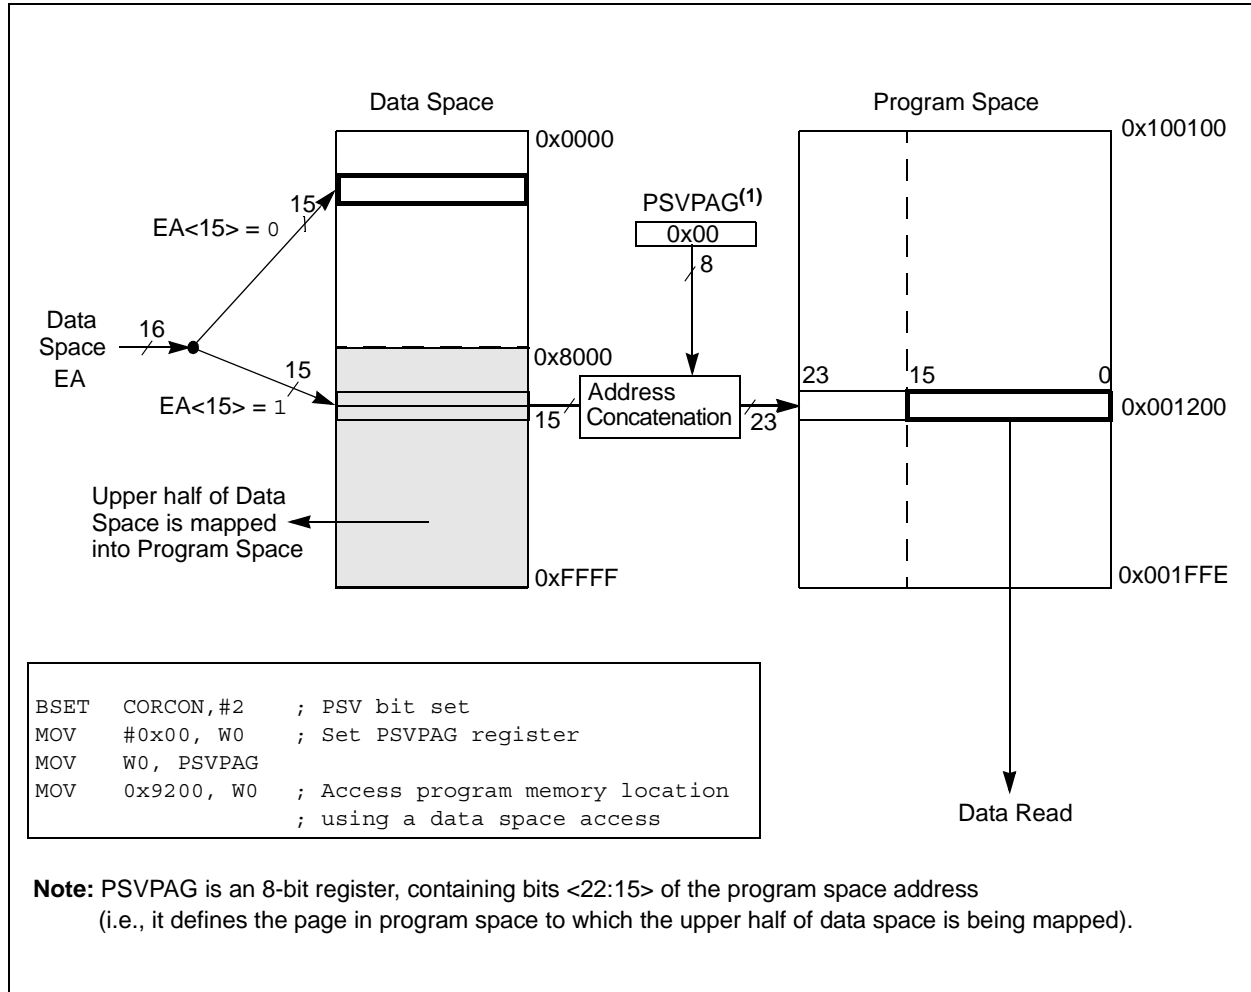 Data Space
Program Space
0x0000
0x100100
15
EA<15> = 0
PSVPAG(1)
0x00
8
Data
Space
EA
16
0x8000
15
EA<15> = 1
15
Address
Concatenation
23
23
15
0
0x001200
Upper half of Data
Space is mapped
into Program Space
0xFFFF
0x001FFE
BSET CORCON,#2 ; PSV bit set
MOV #0x00, W0 ; Set PSVPAG register
MOV W0, PSVPAG
MOV 0x9200, W0 ; Access program memory location
; using a data space access
Data Read
Note: PSVPAG is an 8-bit register, containing bits <22:15> of the program space address
(i.e., it defines the page in program space to which the upper half of data space is being mapped).